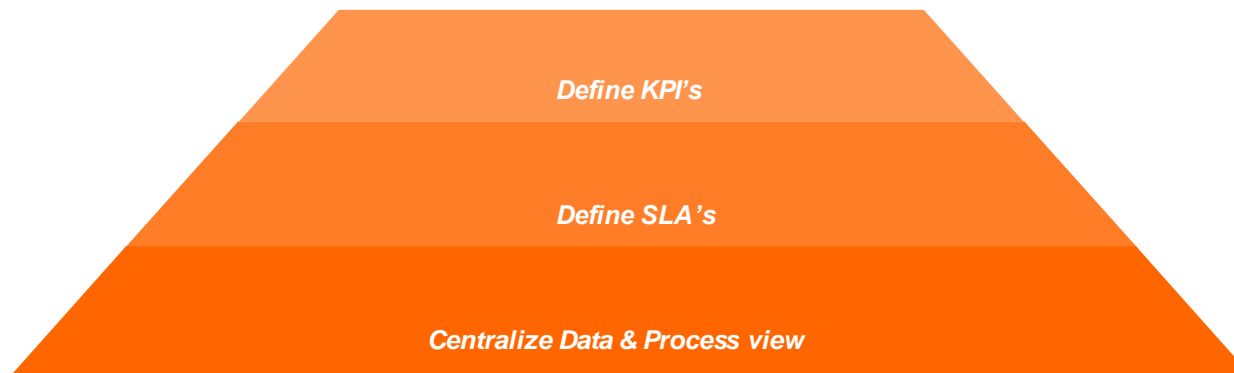 Define KPI’s
Define SLA’s
Centralize Data & Process view